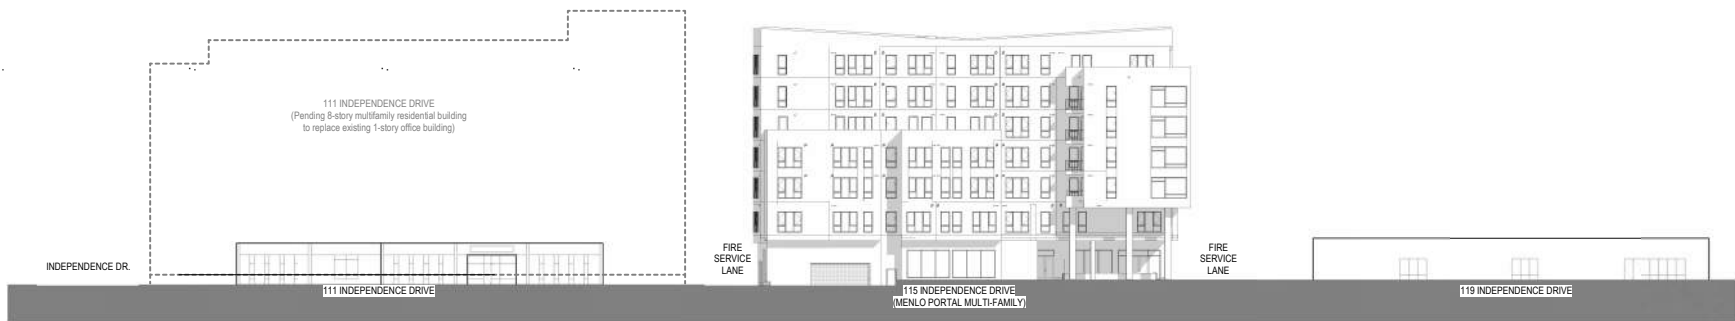 111 INDEPENDENCE DRIVE
(Pending 8-story multifamily residential building
to replace existing 1-story office building)
INDEPENDENCE DR.
111 INDEPENDENCE DRIVE
FIRE
SERVICE
LANE
115 INDEPENDENCE DRIVE
(MENLO PORTAL MULTI-FAMILY)
FIRE
SERVICE
LANE
119 INDEPENDENCE DRIVE